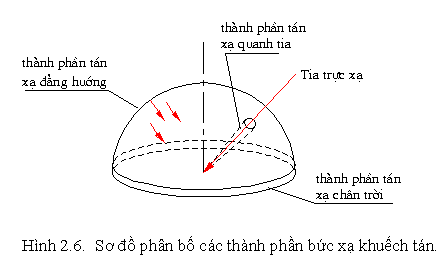 thành phần tán
xạ quanh tia
thành phần tán
xạ đẳng hướng
Tia trực xạ
thành phần tán
xạ chân trời
Hình 2.6. Sơ đồ phân bố các thành phần bức xạ khuếch tán.